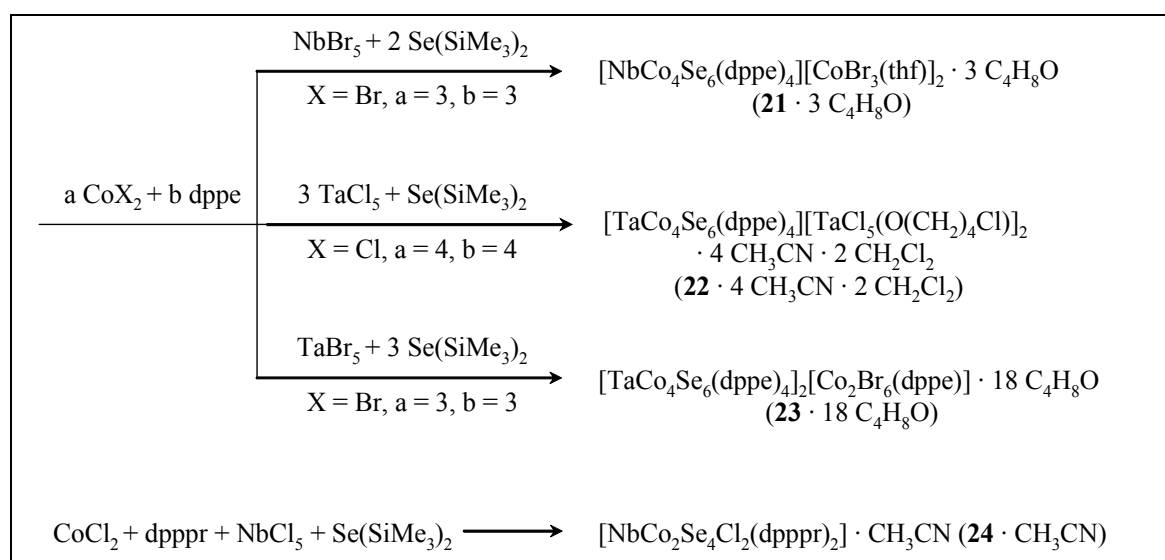 NbBr₅ + 2 Se(SiMe₃)₂
X = Br, a = 3, b = 3
[NbCo₄Se₆(dppe)₄][CoBr₃(thf)]₂ · 3 C₄H₈O
(21 · 3 C₄H₈O)
a CoX₂ + b dppe
3 TaCl₅ + Se(SiMe₃)₂
X = Cl, a = 4, b = 4
[TaCo₄Se₆(dppe)₄][TaCl₅(O(CH₂)₄Cl)]₂
· 4 CH₃CN · 2 CH₂Cl₂
(22 · 4 CH₃CN · 2 CH₂Cl₂)
TaBr₅ + 3 Se(SiMe₃)₂
X = Br, a = 3, b = 3
[TaCo₄Se₆(dppe)₄]₂[Co₂Br₆(dppe)] · 18 C₄H₈O
(23 · 18 C₄H₈O)
CoCl₂ + dpppr + NbCl₅ + Se(SiMe₃)₂ ⟶ [NbCo₂Se₄Cl₂(dpppr)₂] · CH₃CN (24 · CH₃CN)